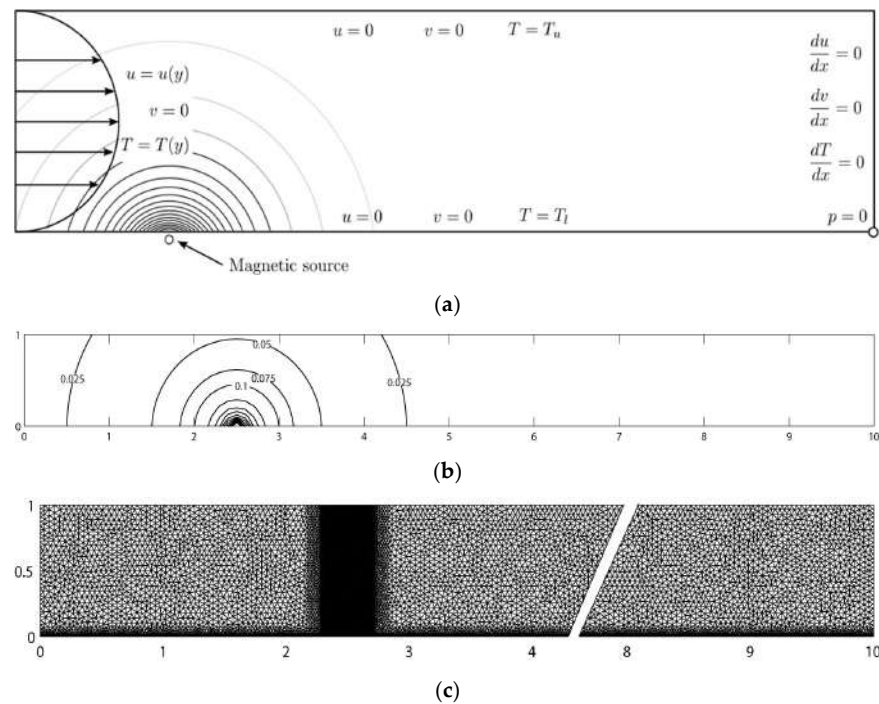 u = 0 v = 0 T = T_u
du/dx = 0
u = u(y)
v = 0
dv/dx = 0
T = T(y)
dT/dx = 0
u = 0 v = 0 T = T_l p = 0
Magnetic source
(a)
1
0.05
0.025 0.075 0.025
0.1
0
0 1 2 3 4 5 6 7 8 9 10
(b)
1
0.5
0
0 1 2 3 4 8 9 10
(c)